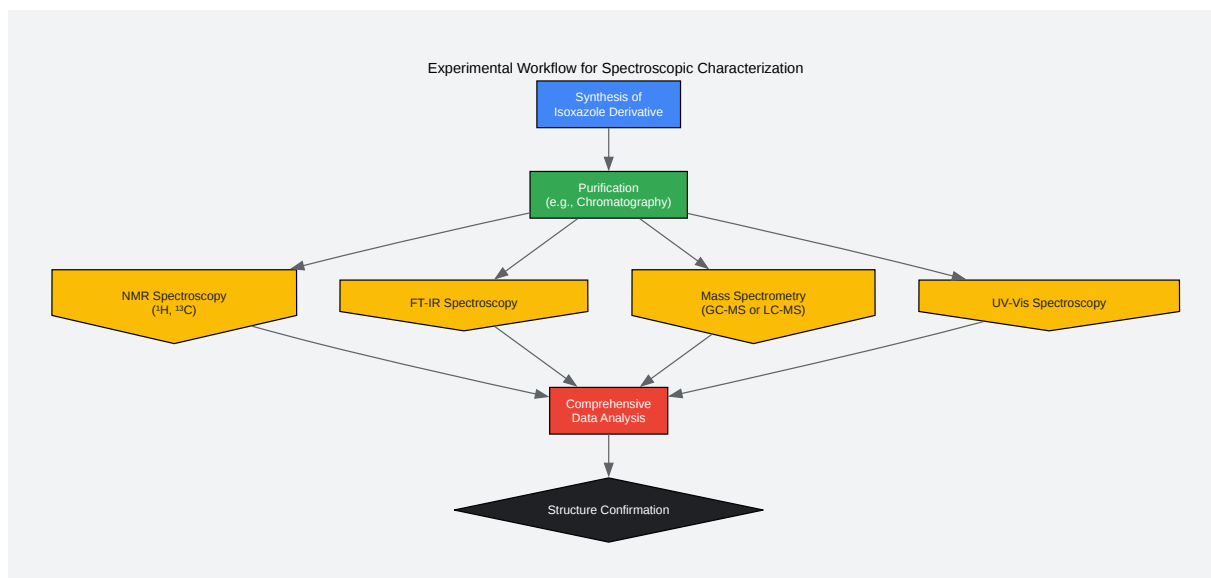 Experimental Workflow for Spectroscopic Characterization
Synthesis of
Isoxazole Derivative
Purification
(e.g., Chromatography)
NMR Spectroscopy
(¹H, ¹³C)
FT-IR Spectroscopy
Mass Spectrometry
(GC-MS or LC-MS)
UV-Vis Spectroscopy
Comprehensive
Data Analysis
Structure Confirmation